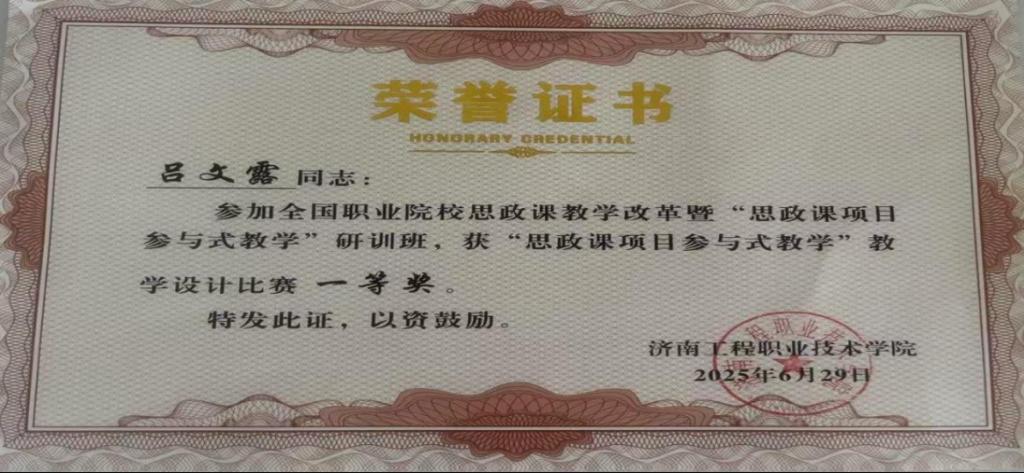 荣誉证书
HONORARY CREDENTIAL
吕文露同志：
参加全国职业院校思政课教学改革暨“思政课项目
参与式教学”研训班，获“思政课项目参与式教学”教
学设计比赛 一等奖。
特发此证，以资鼓励。
济南工程职业技术学院
2025年6月29日